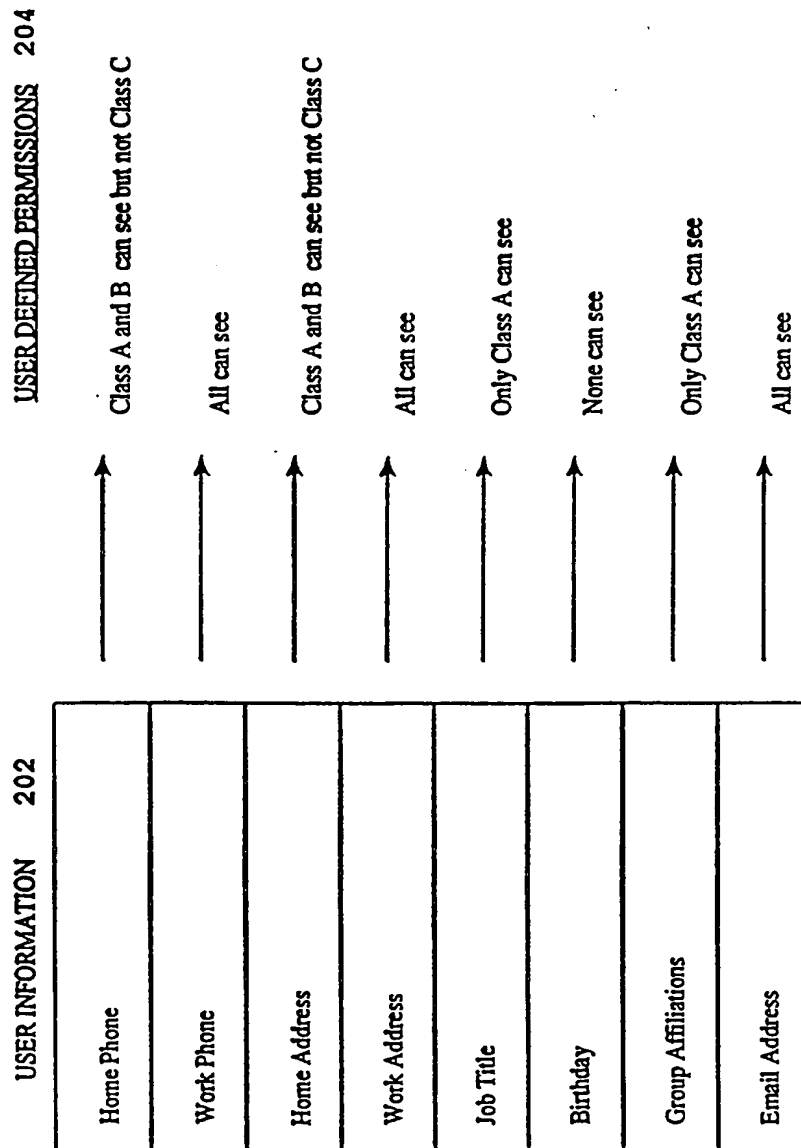 USER INFORMATION 202 USER DEFINED PERMISSIONS 204
Home Phone Class A and B can see but not Class C
Work Phone All can see
Home Address Class A and B can see but not Class C
Work Address All can see
Job Title Only Class A can see
Birthday None can see
Group Affiliations Only Class A can see
Email Address All can see